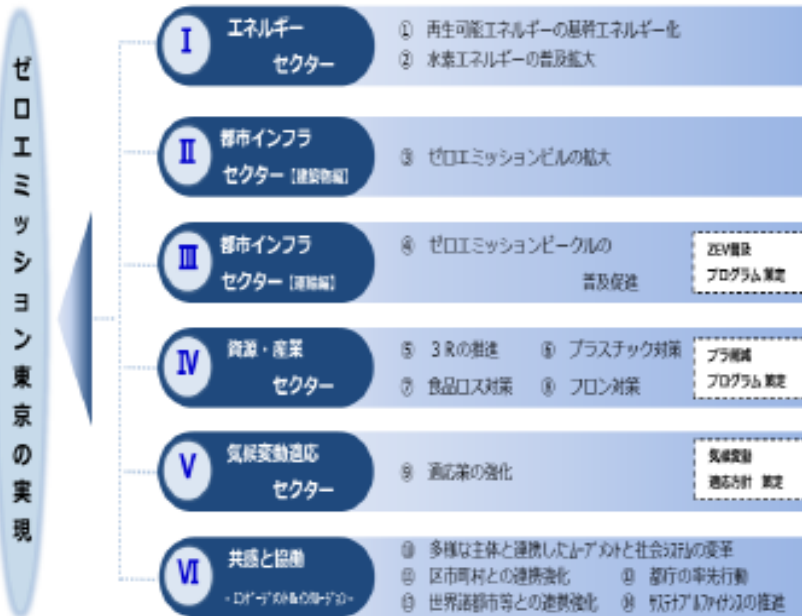 ゼロエミッション東京の実現
I
エネルギー
セクター
① 再生可能エネルギーの基幹エネルギー化
② 水素エネルギーの普及拡大
II
都市インフラ
セクター【建築物編】
③ ゼロエミッションビルの拡大
III
都市インフラ
セクター【運輸編】
④ ゼロエミッションビークルの
普及促進
ZEV普及
プログラム 策定
IV
資源・産業
セクター
⑤ 3Rの推進 ⑥ プラスチック対策
⑦ 食品ロス対策 ⑧ フロン対策
プラ削減
プログラム 策定
V
気候変動適応
セクター
⑨ 適応策の強化
気候変動
適応方針 策定
VI
共感と協働
⑩ 多様な主体と連携したムーブメントと社会システムの変革
⑪ 区市町村との連携強化 ⑫ 都庁の率先行動
⑬ 世界諸都市等との連携強化 ⑭ サステナブルファイナンスの推進